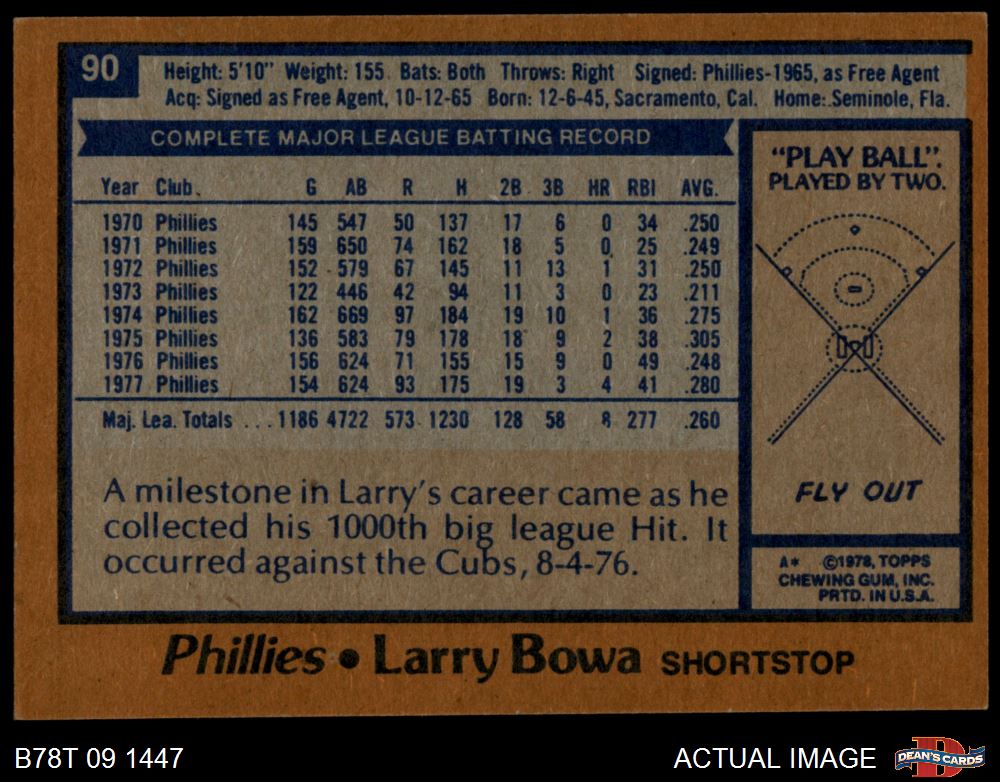 90
Height: 5'10" Weight: 155 Bats: Both Throws: Right Signed: Phillies-1965, as Free Agent
Acq: Signed as Free Agent, 10-12-65 Born: 12-6-45, Sacramento, Cal. Home: Seminole, Fla.
COMPLETE MAJOR LEAGUE BATTING RECORD
Year Club G AB R H 2B 3B HR RBI AVG.
1970 Phillies 145 547 50 137 17 6 0 34 .250
1971 Phillies 159 650 74 162 18 5 0 25 .249
1972 Phillies 152 579 67 145 11 13 1 31 .250
1973 Phillies 122 446 42 94 11 3 0 23 .211
1974 Phillies 162 669 97 184 19 10 1 36 .275
1975 Phillies 136 583 79 178 18 9 2 38 .305
1976 Phillies 156 624 71 155 15 9 0 49 .248
1977 Phillies 154 624 93 175 19 3 4 41 .280
Maj. Lea. Totals ... 1186 4722 573 1230 128 58 8 277 .260
A milestone in Larry's career came as he
collected his 1000th big league Hit. It
occurred against the Cubs, 8-4-76.
"PLAY BALL":
PLAYED BY TWO.
FLY OUT
A* ©1978, TOPPS
CHEWING GUM, INC.
PRTD. IN U.S.A.
Phillies • Larry Bowa SHORTSTOP
B78T 09 1447
ACTUAL IMAGE
D
DEAN'S CARDS